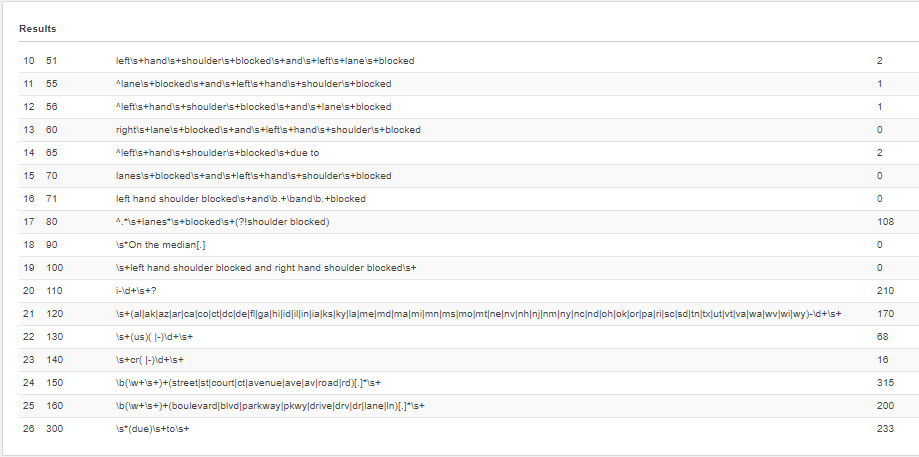 Results
10 51 left\s+hand\s+shoulder\s+blocked\s+and\s+left\s+lane\s+blocked 2
11 55 ^lane\s+blocked\s+and\s+left\s+hand\s+shoulder\s+blocked 1
12 56 ^left\s+hand\s+shoulder\s+blocked\s+and\s+lane\s+blocked 1
13 60 right\s+lane\s+blocked\s+and\s+left\s+hand\s+shoulder\s+blocked 0
14 65 ^left\s+hand\s+shoulder\s+blocked\s+due to 2
15 70 lanes\s+blocked\s+and\s+left\s+hand\s+shoulder\s+blocked 0
16 71 left hand shoulder blocked\s+and\b.+\band\b.+blocked 0
17 80 ^.*\s+lanes*\s+blocked\s+(?!shoulder blocked) 108
18 90 \s*On the median[.] 0
19 100 \s+left hand shoulder blocked and right hand shoulder blocked\s+ 0
20 110 i-\d+\s+? 210
21 120 \s+(al|ak|az|ar|ca|co|ct|dc|de|fl|ga|hi|id|il|in|ia|ks|ky|la|me|md|ma|mi|mn|ms|mo|mt|ne|nv|nh|nj|nm|ny|nc|nd|oh|ok|or|pa|ri|sc|sd|tn|tx|ut|vt|va|wa|wv|wi|wy)-\d+\s+ 170
22 130 \s+(us)( |-)\d+\s+ 68
23 140 \s+cr( |-)\d+\s+ 16
24 150 \b(\w+\s+)+(street|st|court|ct|avenue|ave|av|road|rd)[.]*\s+ 315
25 160 \b(\w+\s+)+(boulevard|blvd|parkway|pkwy|drive|drv|dr|lane|ln)[.]*\s+ 200
26 300 \s*(due)\s+to\s+ 233